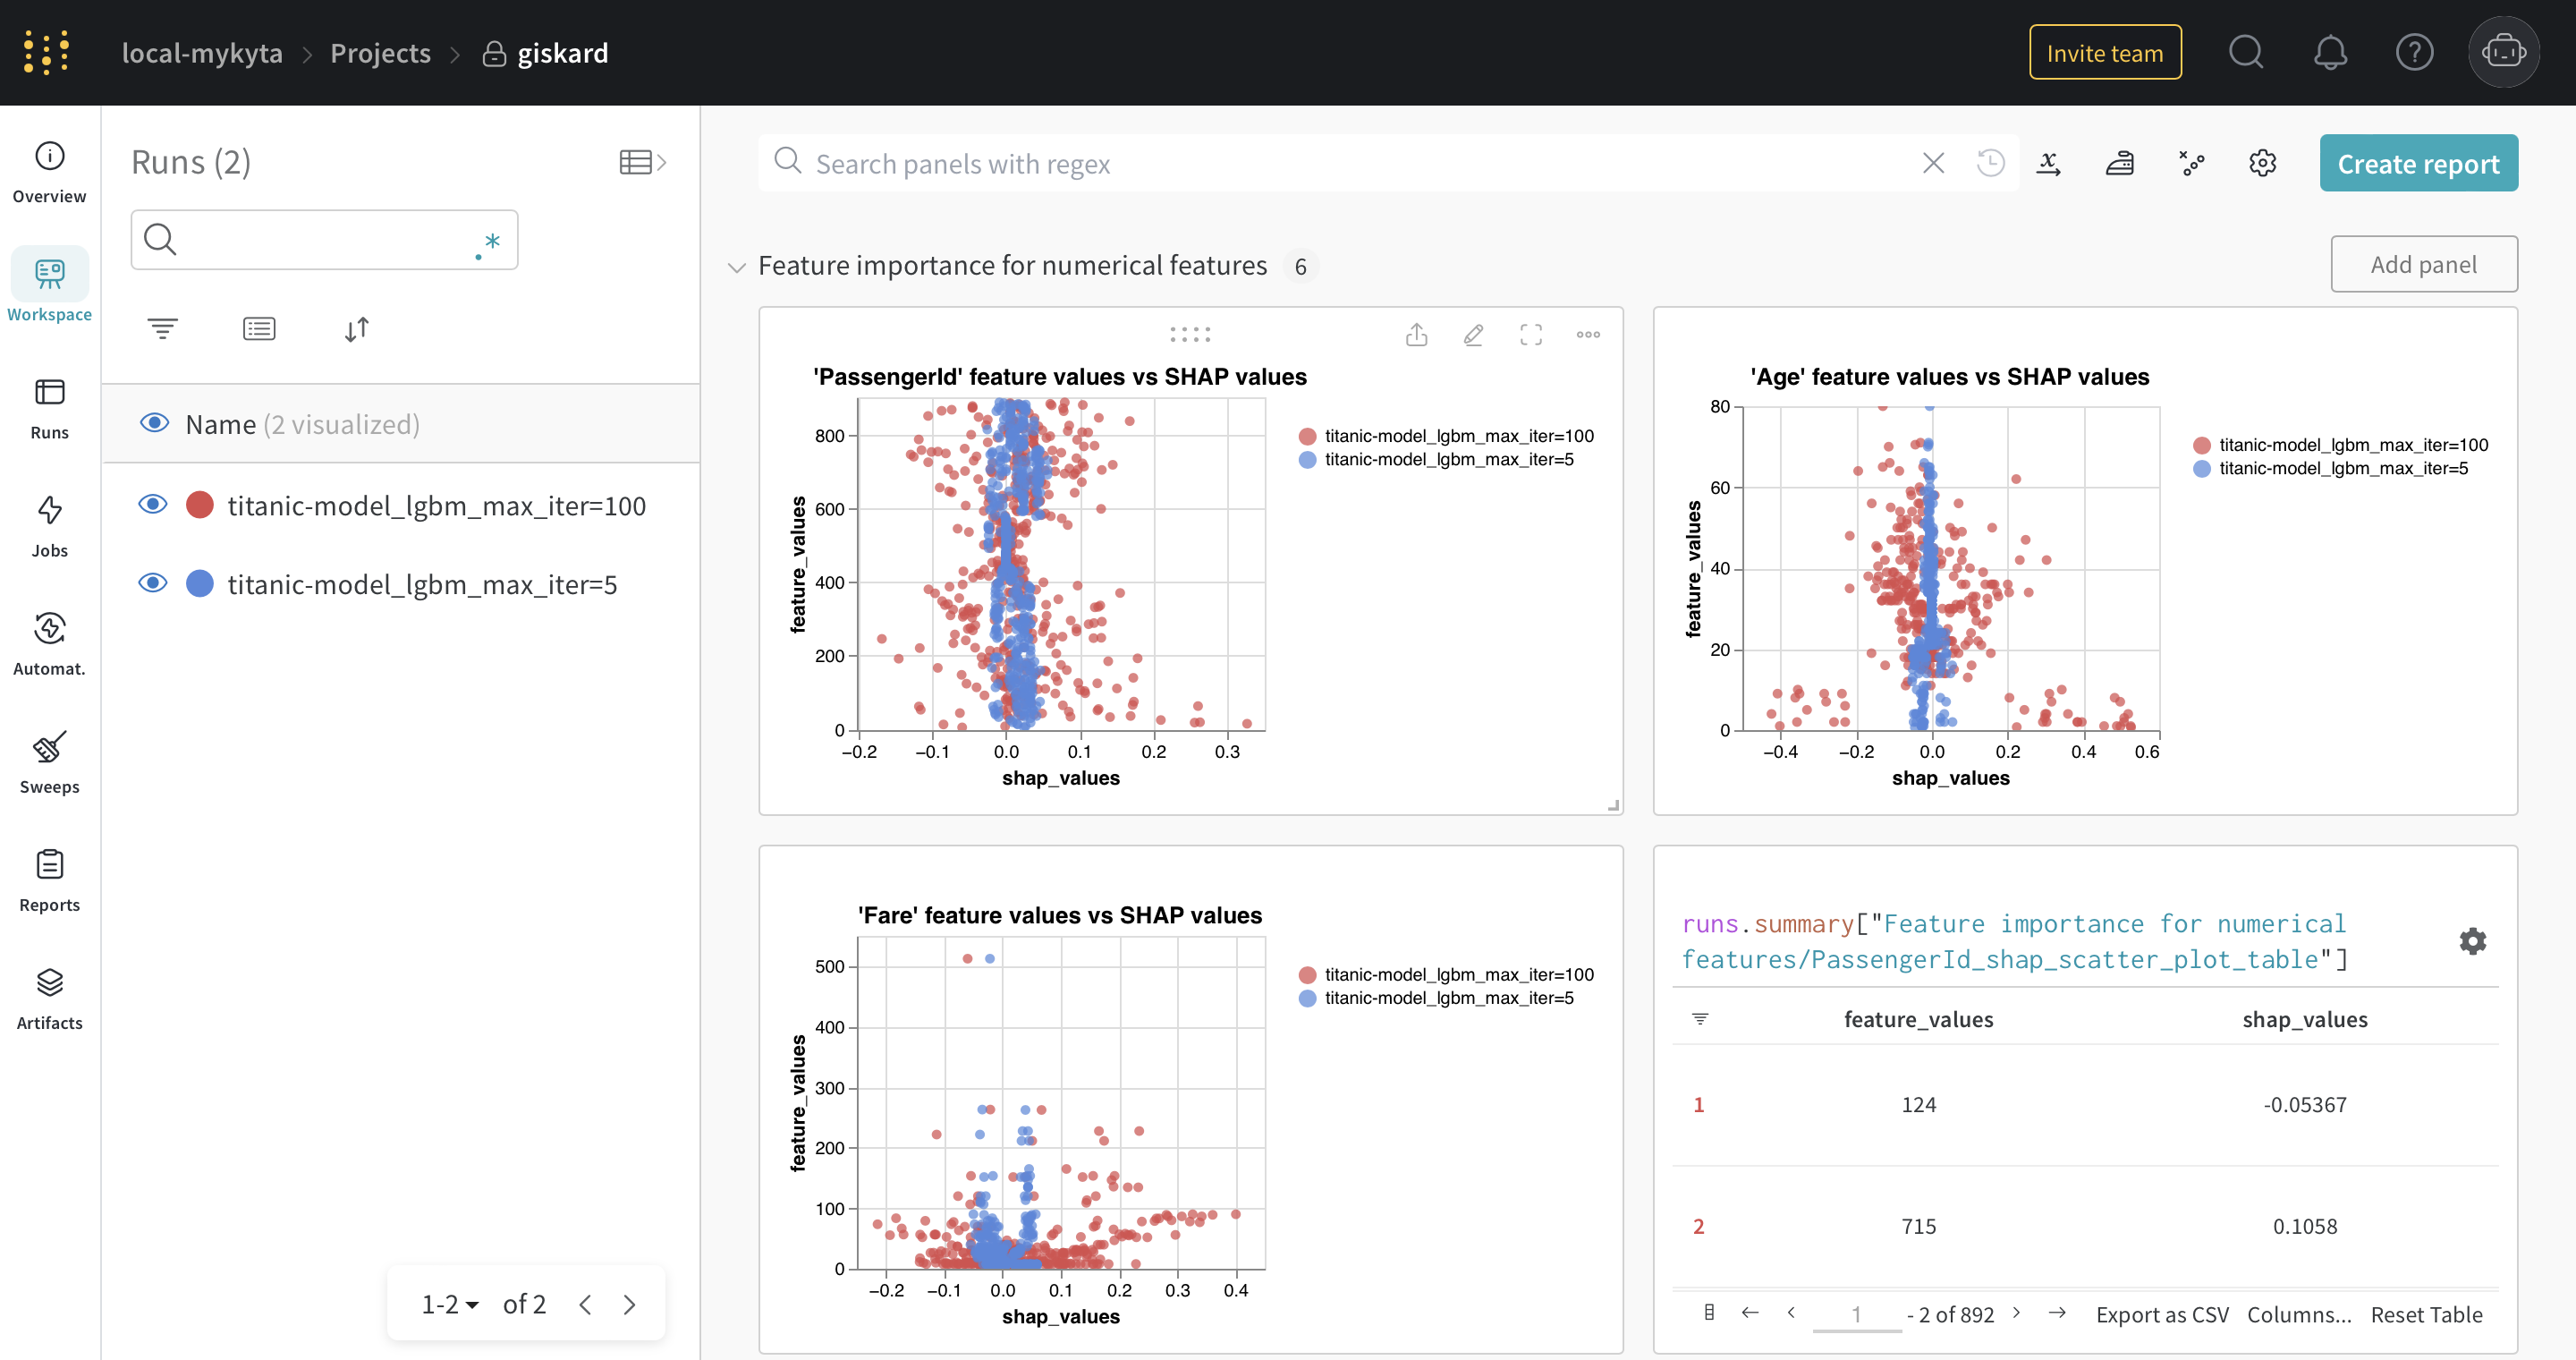 local-mykyta > Projects > giskard
Invite team
Overview
Workspace
Runs
Jobs
Automat.
Sweeps
Reports
Artifacts
Runs (2)
.*
Name (2 visualized)
titanic-model_lgbm_max_iter=100
titanic-model_lgbm_max_iter=5
1-2 of 2
Search panels with regex
Create report
Feature importance for numerical features 6
Add panel
'PassengerId' feature values vs SHAP values
feature_values
800
600
400
200
0
−0.2 −0.1 0.0 0.1 0.2 0.3
shap_values
titanic-model_lgbm_max_iter=100
titanic-model_lgbm_max_iter=5
'Age' feature values vs SHAP values
feature_values
80
60
40
20
0
−0.4 −0.2 0.0 0.2 0.4 0.6
shap_values
titanic-model_lgbm_max_iter=100
titanic-model_lgbm_max_iter=5
'Fare' feature values vs SHAP values
feature_values
500
400
300
200
100
0
−0.2 −0.1 0.0 0.1 0.2 0.3 0.4
shap_values
titanic-model_lgbm_max_iter=100
titanic-model_lgbm_max_iter=5
runs.summary["Feature importance for numerical
features/PassengerId_shap_scatter_plot_table"]
feature_values shap_values
1 124 -0.05367
2 715 0.1058
1 - 2 of 892 Export as CSV Columns... Reset Table